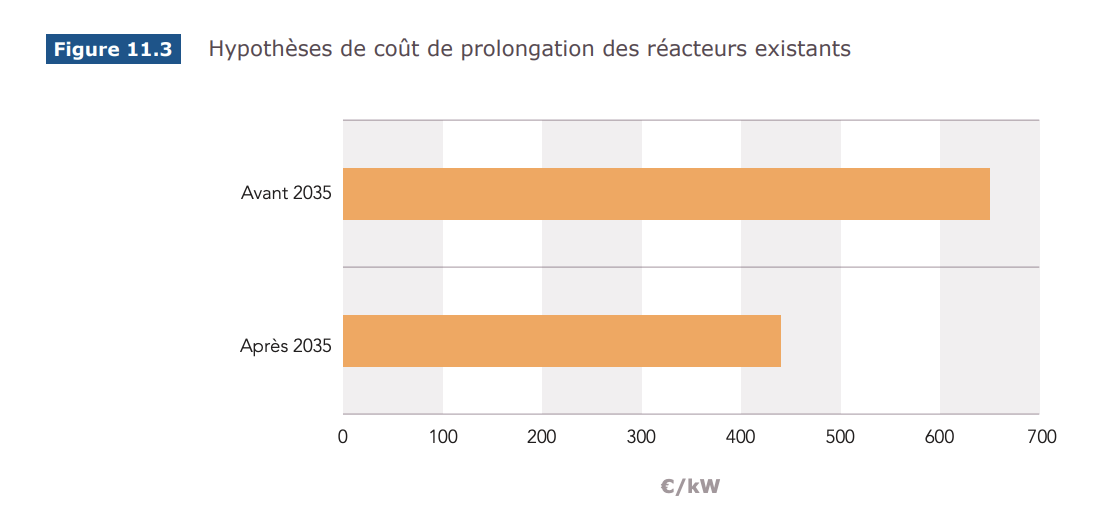 Figure 11.3 Hypothèses de coût de prolongation des réacteurs existants
Avant 2035
Après 2035
0 100 200 300 400 500 600 700
€/kW